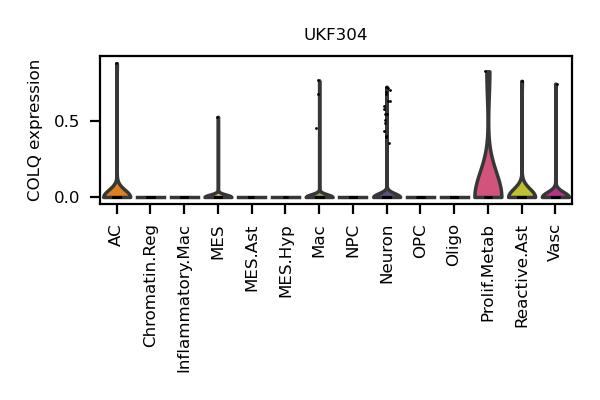 UKF304
COLQ expression
0.5
0.0
AC
Chromatin.Reg
Inflammatory.Mac
MES
MES.Ast
MES.Hyp
Mac
NPC
Neuron
OPC
Oligo
Prolif.Metab
Reactive.Ast
Vasc